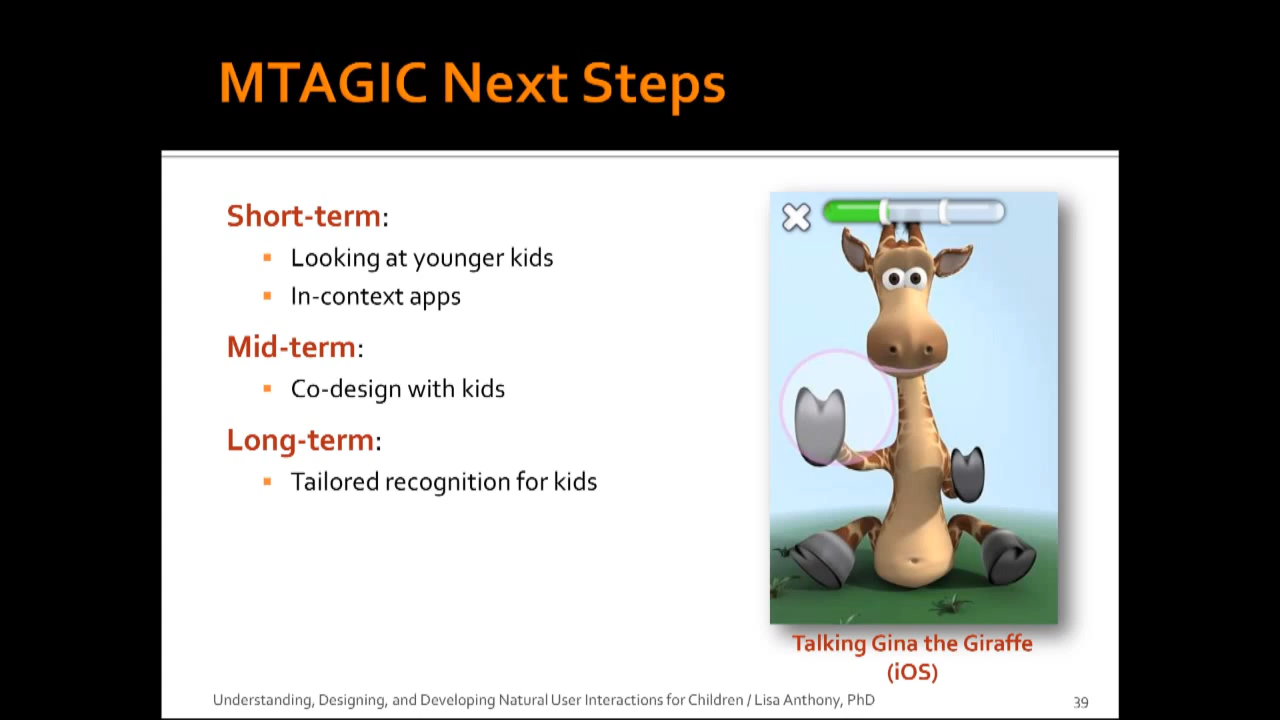 MTAGIC Next Steps
Short-term:
▪ Looking at younger kids
▪ In-context apps
Mid-term:
▪ Co-design with kids
Long-term:
▪ Tailored recognition for kids
Talking Gina the Giraffe
(iOS)
Understanding, Designing, and Developing Natural User Interactions for Children / Lisa Anthony, PhD
39